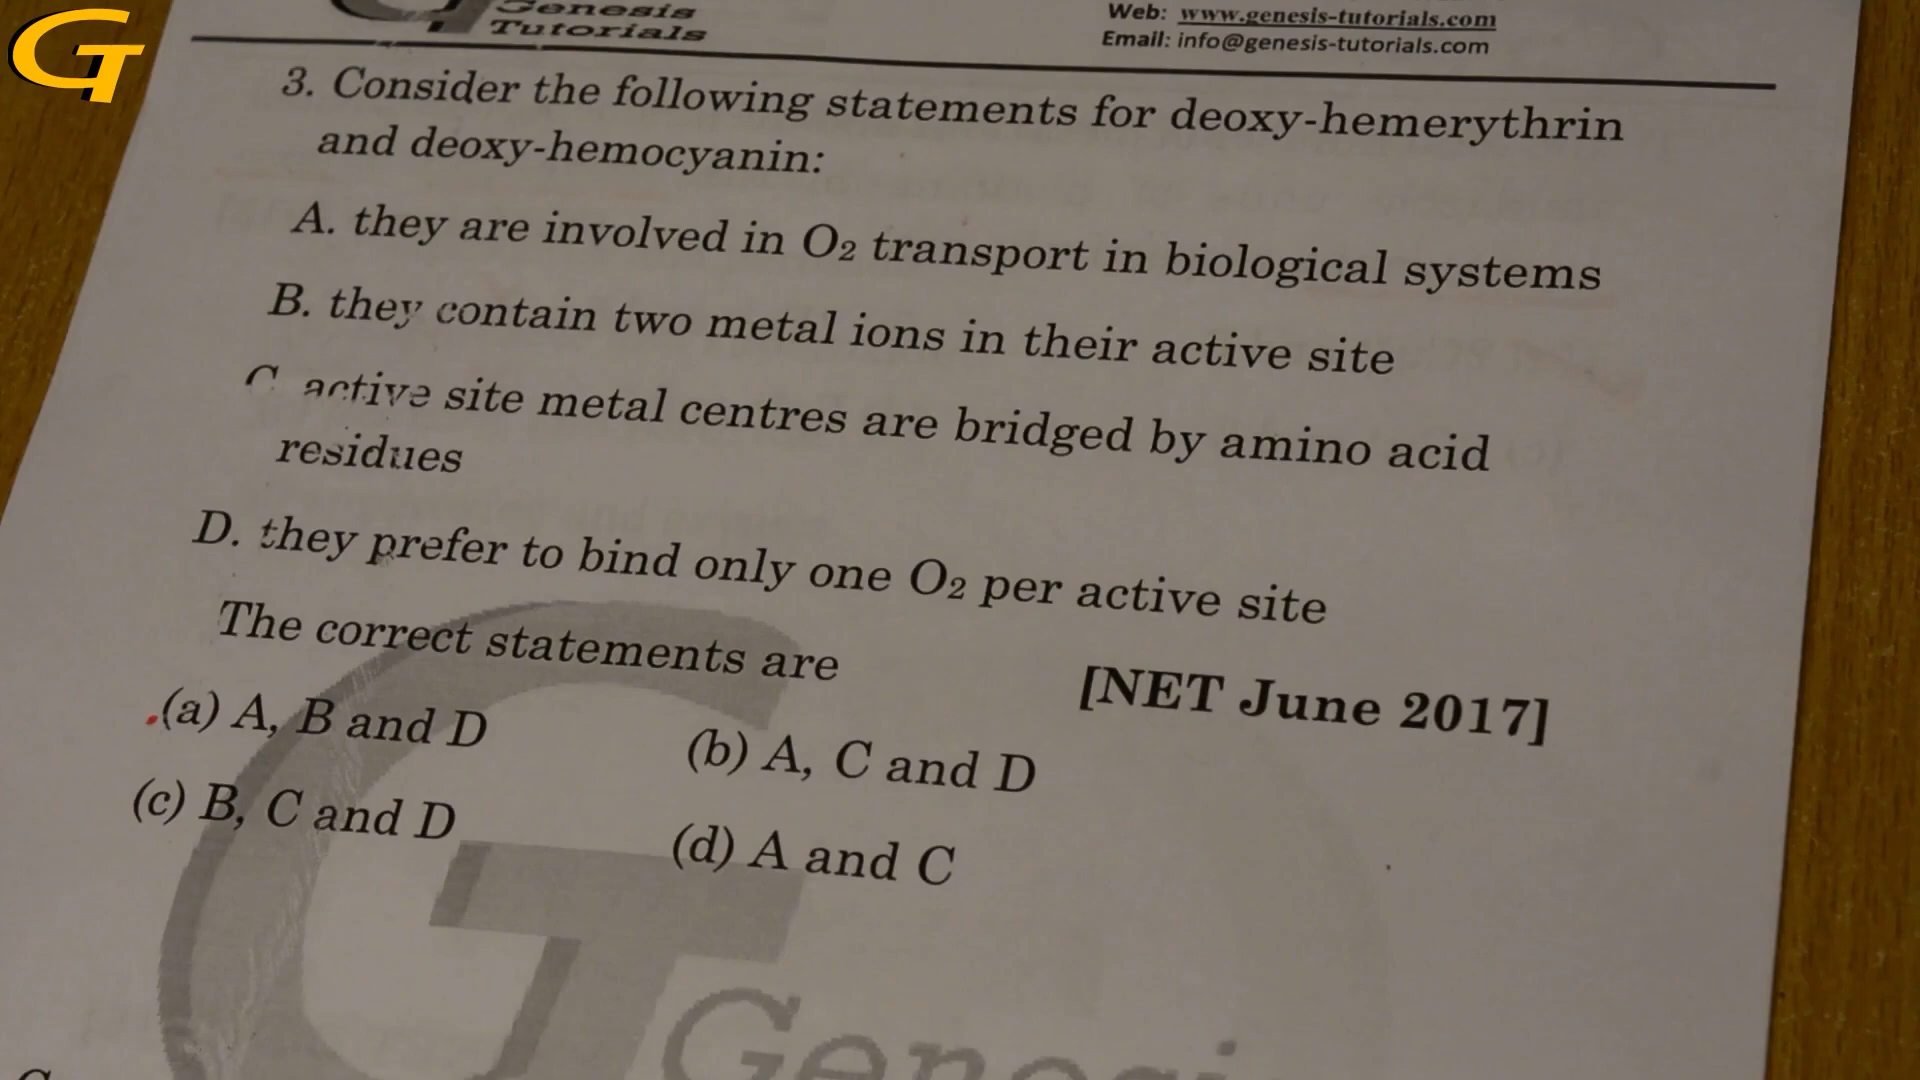 GT
Genesis
Tutorials
Web: www.genesis-tutorials.com
Email: info@genesis-tutorials.com
3. Consider the following statements for deoxy-hemerythrin
and deoxy-hemocyanin:
A. they are involved in O2 transport in biological systems
B. they contain two metal ions in their active site
C active site metal centres are bridged by amino acid
residues
D. they prefer to bind only one O2 per active site
The correct statements are
[NET June 2017]
(a) A, B and D
(b) A, C and D
(c) B, C and D
(d) A and C
GT
Genesi